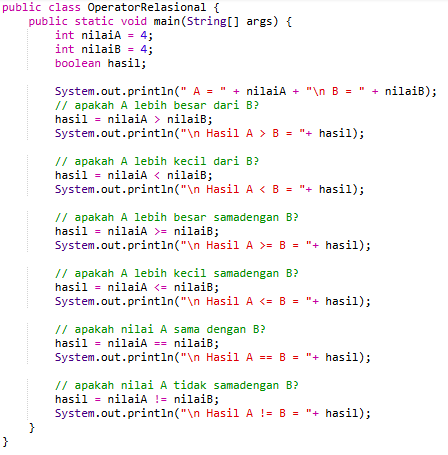 public class OperatorRelasional {
    public static void main(String[] args) {
        int nilaiA = 4;
        int nilaiB = 4;
        boolean hasil;

        System.out.println(" A = " + nilaiA + "\n B = " + nilaiB);
        // apakah A lebih besar dari B?
        hasil = nilaiA > nilaiB;
        System.out.println("\n Hasil A > B = "+ hasil);

        // apakah A lebih kecil dari B?
        hasil = nilaiA < nilaiB;
        System.out.println("\n Hasil A < B = "+ hasil);

        // apakah A lebih besar samadengan B?
        hasil = nilaiA >= nilaiB;
        System.out.println("\n Hasil A >= B = "+ hasil);

        // apakah A lebih kecil samadengan B?
        hasil = nilaiA <= nilaiB;
        System.out.println("\n Hasil A <= B = "+ hasil);

        // apakah nilai A sama dengan B?
        hasil = nilaiA == nilaiB;
        System.out.println("\n Hasil A == B = "+ hasil);

        // apakah nilai A tidak samadengan B?
        hasil = nilaiA != nilaiB;
        System.out.println("\n Hasil A != B = "+ hasil);
    }
}